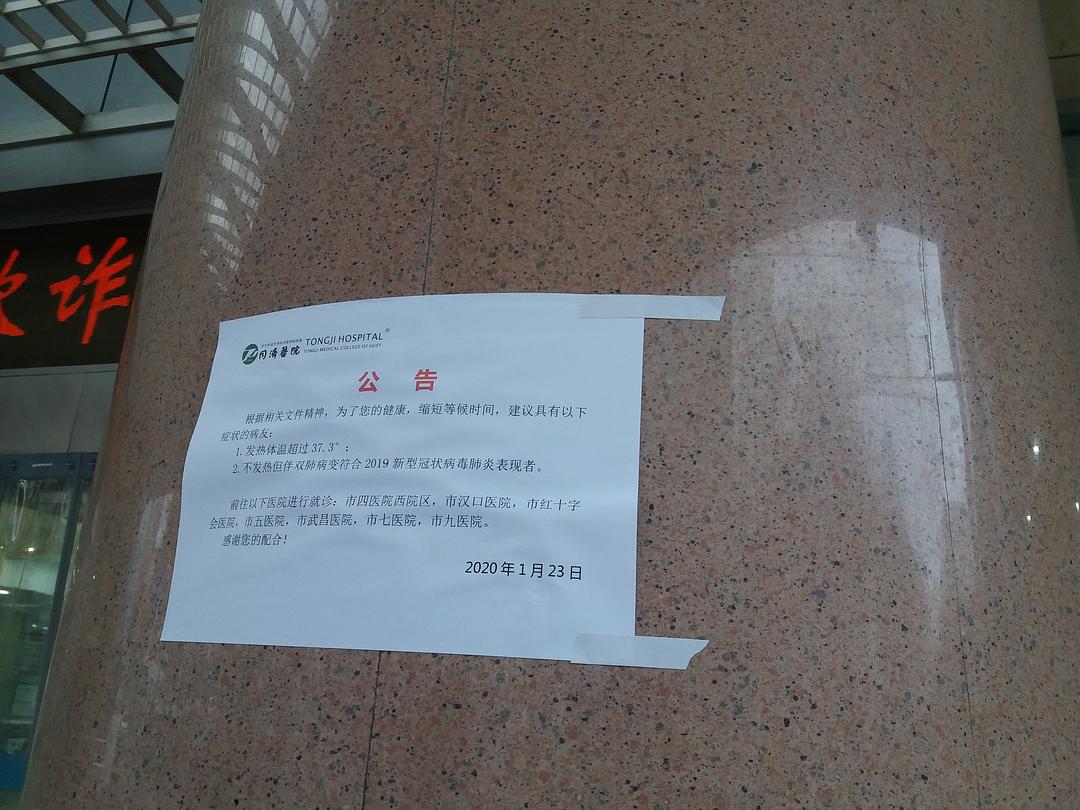 诈
同济医院
TONGJI HOSPITAL
TONGJI MEDICAL COLLEGE OF HUST
公 告
根据相关文件精神，为了您的健康，缩短等候时间，建议具有以下
症状的病友：
1.发热体温超过 37.3°；
2.不发热但伴双肺病变符合 2019 新型冠状病毒肺炎表现者。
前往以下医院进行就诊：市四医院西院区，市汉口医院，市红十字
会医院，市五医院，市武昌医院，市七医院，市九医院。
感谢您的配合！
2020 年 1 月 23 日